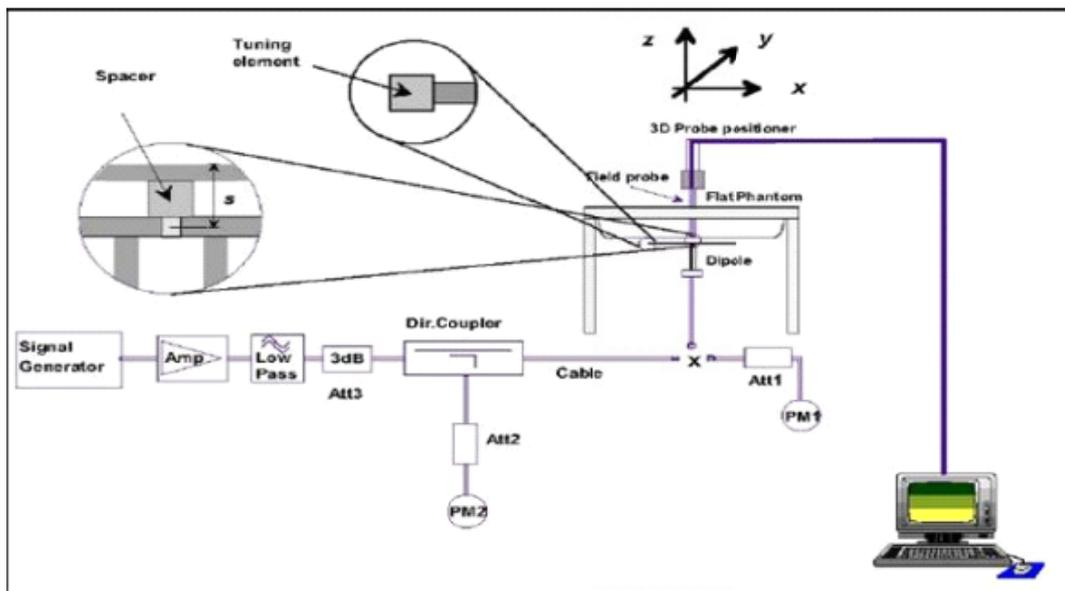 Tuning
element
Spacer
s
z
y
x
3D Probe positioner
Field probe
Flat Phantom
Dipole
Dir.Coupler
Signal
Generator
Amp
Low
Pass
3dB
Att3
Cable
X
Att1
PM1
Att2
PM2